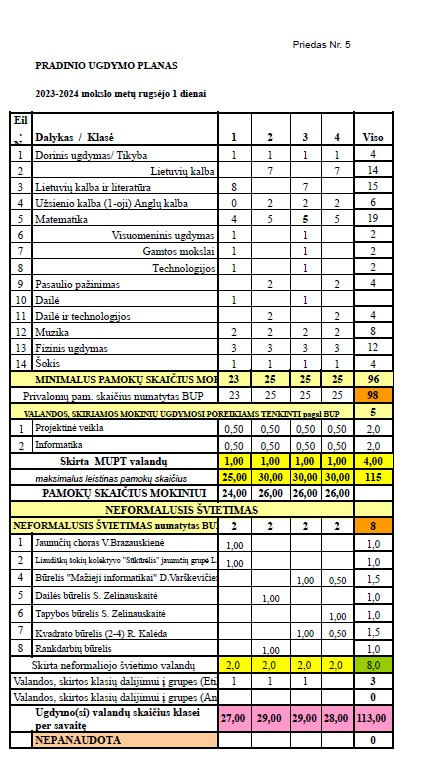 Priedas Nr. 5
PRADINIO UGDYMO PLANAS
2023-2024 mokslo metų rugsėjo 1 dienai
Eil. Dalykas / Klasė 1 2 3 4 Viso
1 Dorinis ugdymas/ Tikyba 1 1 1 1 4
2 Lietuvių kalba 7 7 14
3 Lietuvių kalba ir literatūra 8 7 15
4 Užsienio kalba (1-oji) Anglų kalba 0 2 2 2 6
5 Matematika 4 5 5 5 19
6 Visuomeninis ugdymas 1 1 2
7 Gamtos mokslai 1 1 2
8 Technologijos 1 1 2
9 Pasaulio pažinimas 2 2 4
10 Dailė 1 1
11 Dailė ir technologijos 2 2 4
12 Muzika 2 2 2 2 8
13 Fizinis ugdymas 3 3 3 3 12
14 Šokis 1 1 1 1 4
MINIMALUS PAMOKŲ SKAIČIUS MOK 23 25 25 25 96
Privalomų pam. skaičius numatytas BUP 23 25 25 25 98
VALANDOS, SKIRIAMOS MOKINIŲ UGDYMOSI POREIKIAMS TENKINTI pagal BUP 5
1 Projektinė veikla 0,50 0,50 0,50 0,50 2,0
2 Informatika 0,50 0,50 0,50 0,50 2,0
Skirta MUPT valandų 1,00 1,00 1,00 1,00 4,00
maksimalus leistinas pamokų skaičius 25,00 30,00 30,00 30,00 115
PAMOKŲ SKAIČIUS MOKINIUI 24,00 26,00 26,00 26,00
NEFORMALUSIS ŠVIETIMAS
NEFORMALUSIS ŠVIETIMAS numatytas BU 2 2 2 2 8
1 Jaunučių choras V.Brazauskienė 1,00 1,0
2 Liaudiškų šokių kolektyvo "Sūkūrėlis" jaunučių grupė L. 1,00 1,0
4 Būrelis "Mažieji informatikai" D.Varškevičie 1,00 0,50 1,5
5 Dailės būrelis S. Zelinauskaitė 1,00 1,0
6 Tapybos būrelis S. Zelinauskaitė 1,00 1,0
7 Kvadrato būrelis (2-4) R. Kalėda 1,00 0,50 1,5
8 Rankdarbių būrelis 1,00 1,0
Skirta neformaliojo švietimo valandų 2,0 2,0 2,0 2,0 8,0
Valandos, skirtos klasių dalijimui į grupes (Eti 1 1 1 3
Valandos, skirtos klasių dalijimui į grupes (An 0
Ugdymo(si) valandų skaičius klasei 27,00 29,00 29,00 28,00 113,00
per savaitę
NEPANAUDOTA 0